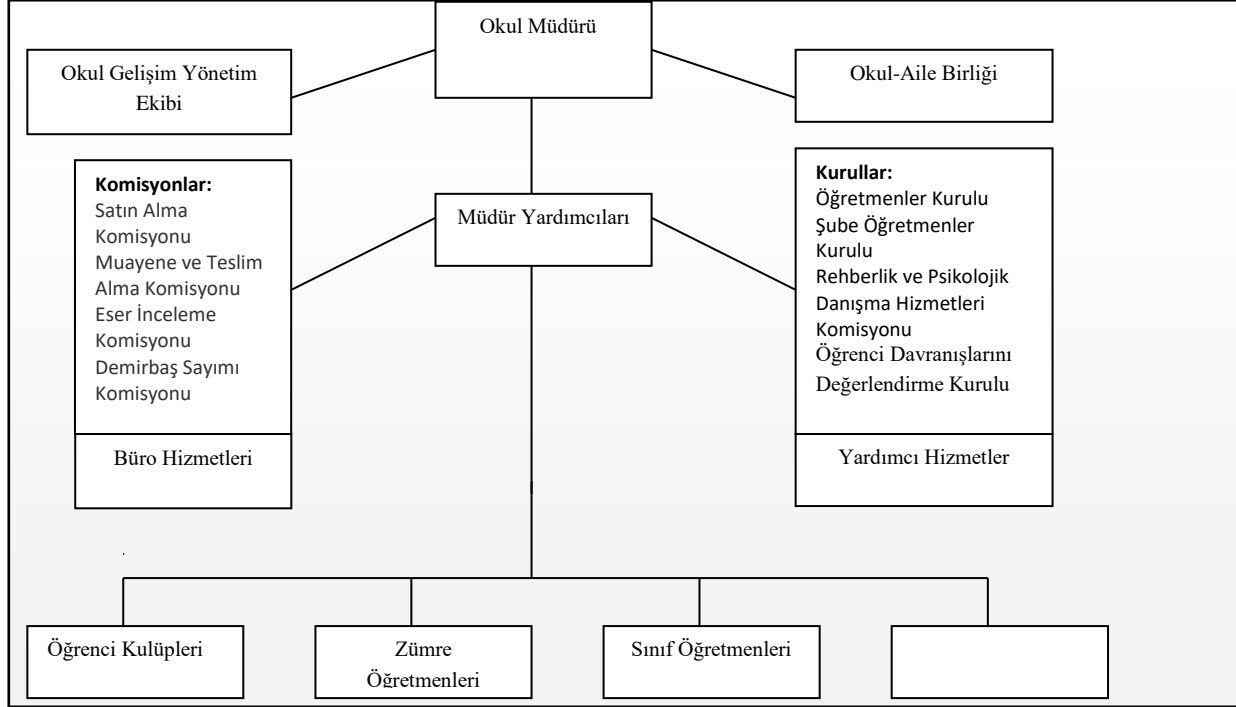 Okul Müdürü
Okul Gelişim Yönetim
Ekibi
Okul-Aile Birliği
Komisyonlar:
Satın Alma
Komisyonu
Muayene ve Teslim
Alma Komisyonu
Eser İnceleme
Komisyonu
Demirbaş Sayımı
Komisyonu
Müdür Yardımcıları
Kurullar:
Öğretmenler Kurulu
Şube Öğretmenler
Kurulu
Rehberlik ve Psikolojik
Danışma Hizmetleri
Komisyonu
Öğrenci Davranışlarını
Değerlendirme Kurulu
Büro Hizmetleri
Yardımcı Hizmetler
Öğrenci Kulüpleri
Zümre
Öğretmenleri
Sınıf Öğretmenleri